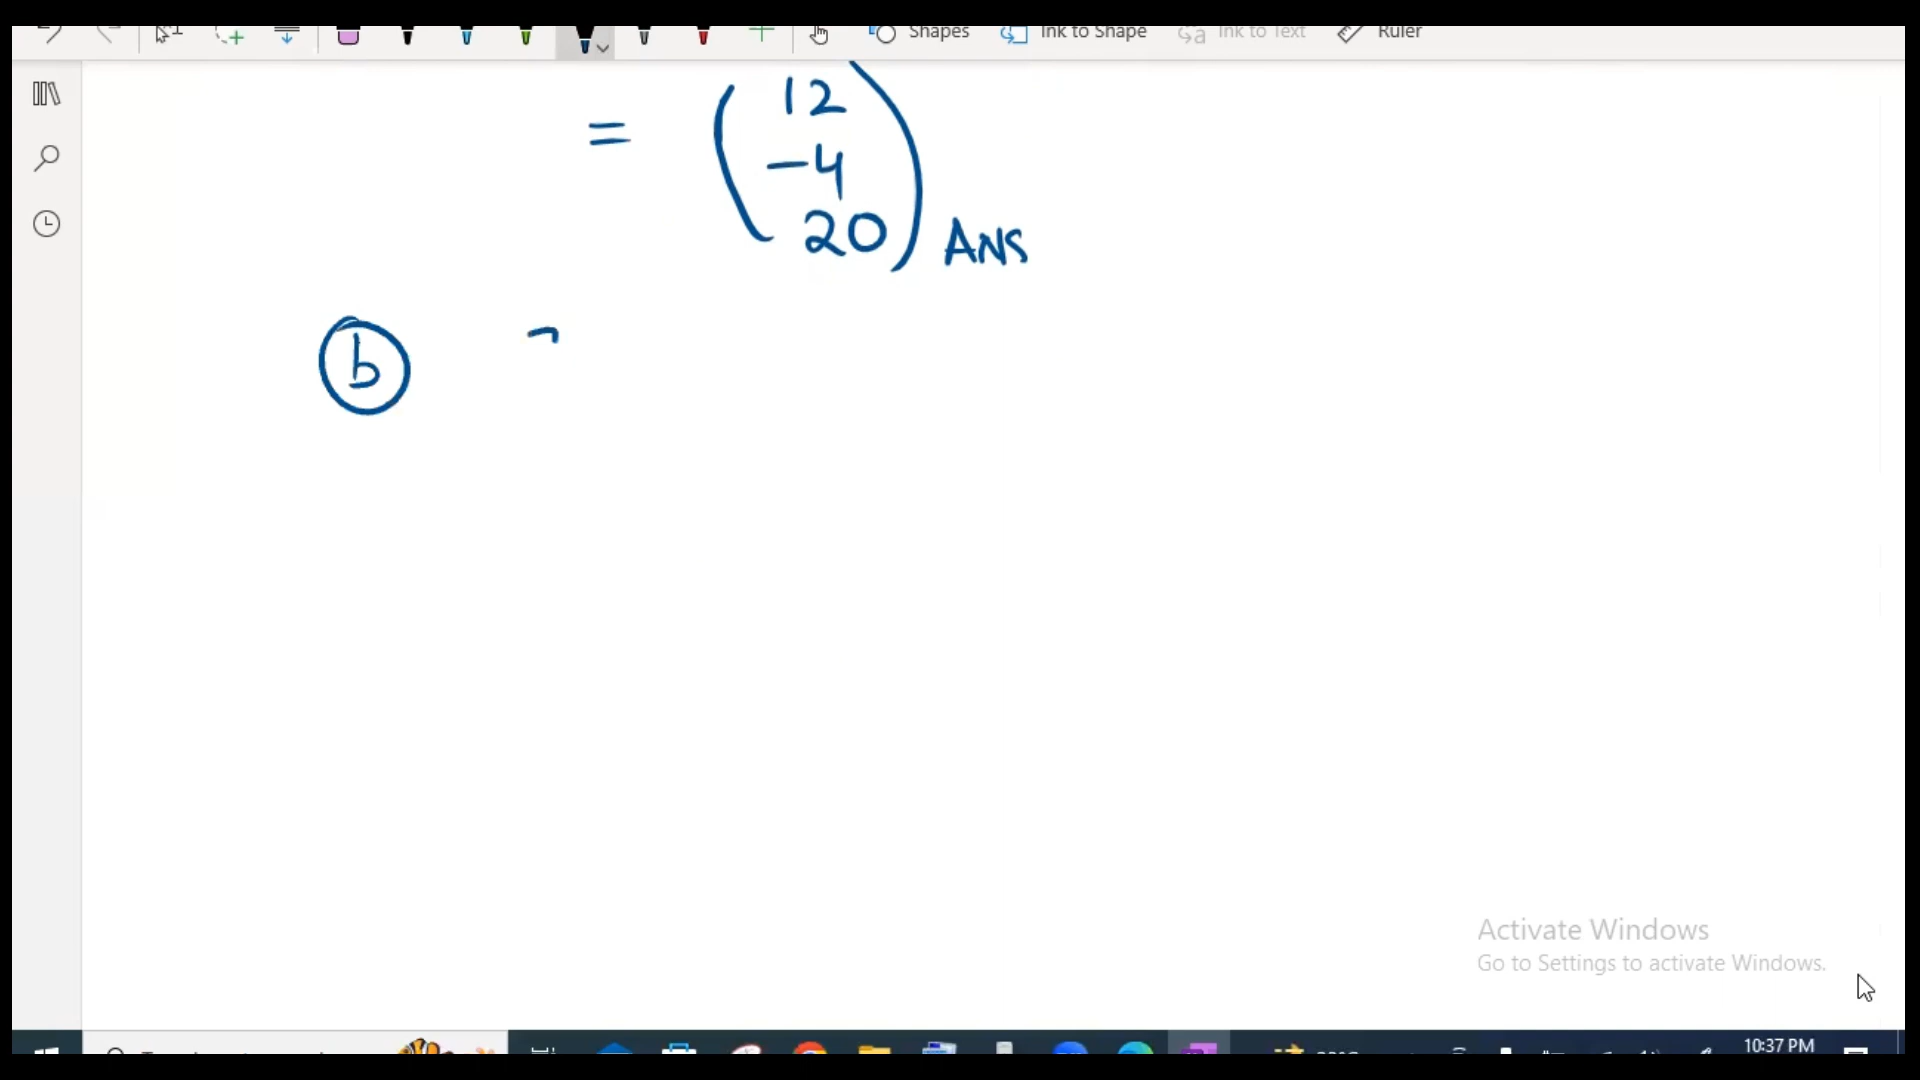 Shapes Ink to Shape Ink to Text Ruler
= ( 12
-4
20 ) ANS
b
Activate Windows
Go to Settings to activate Windows.
10:37 PM